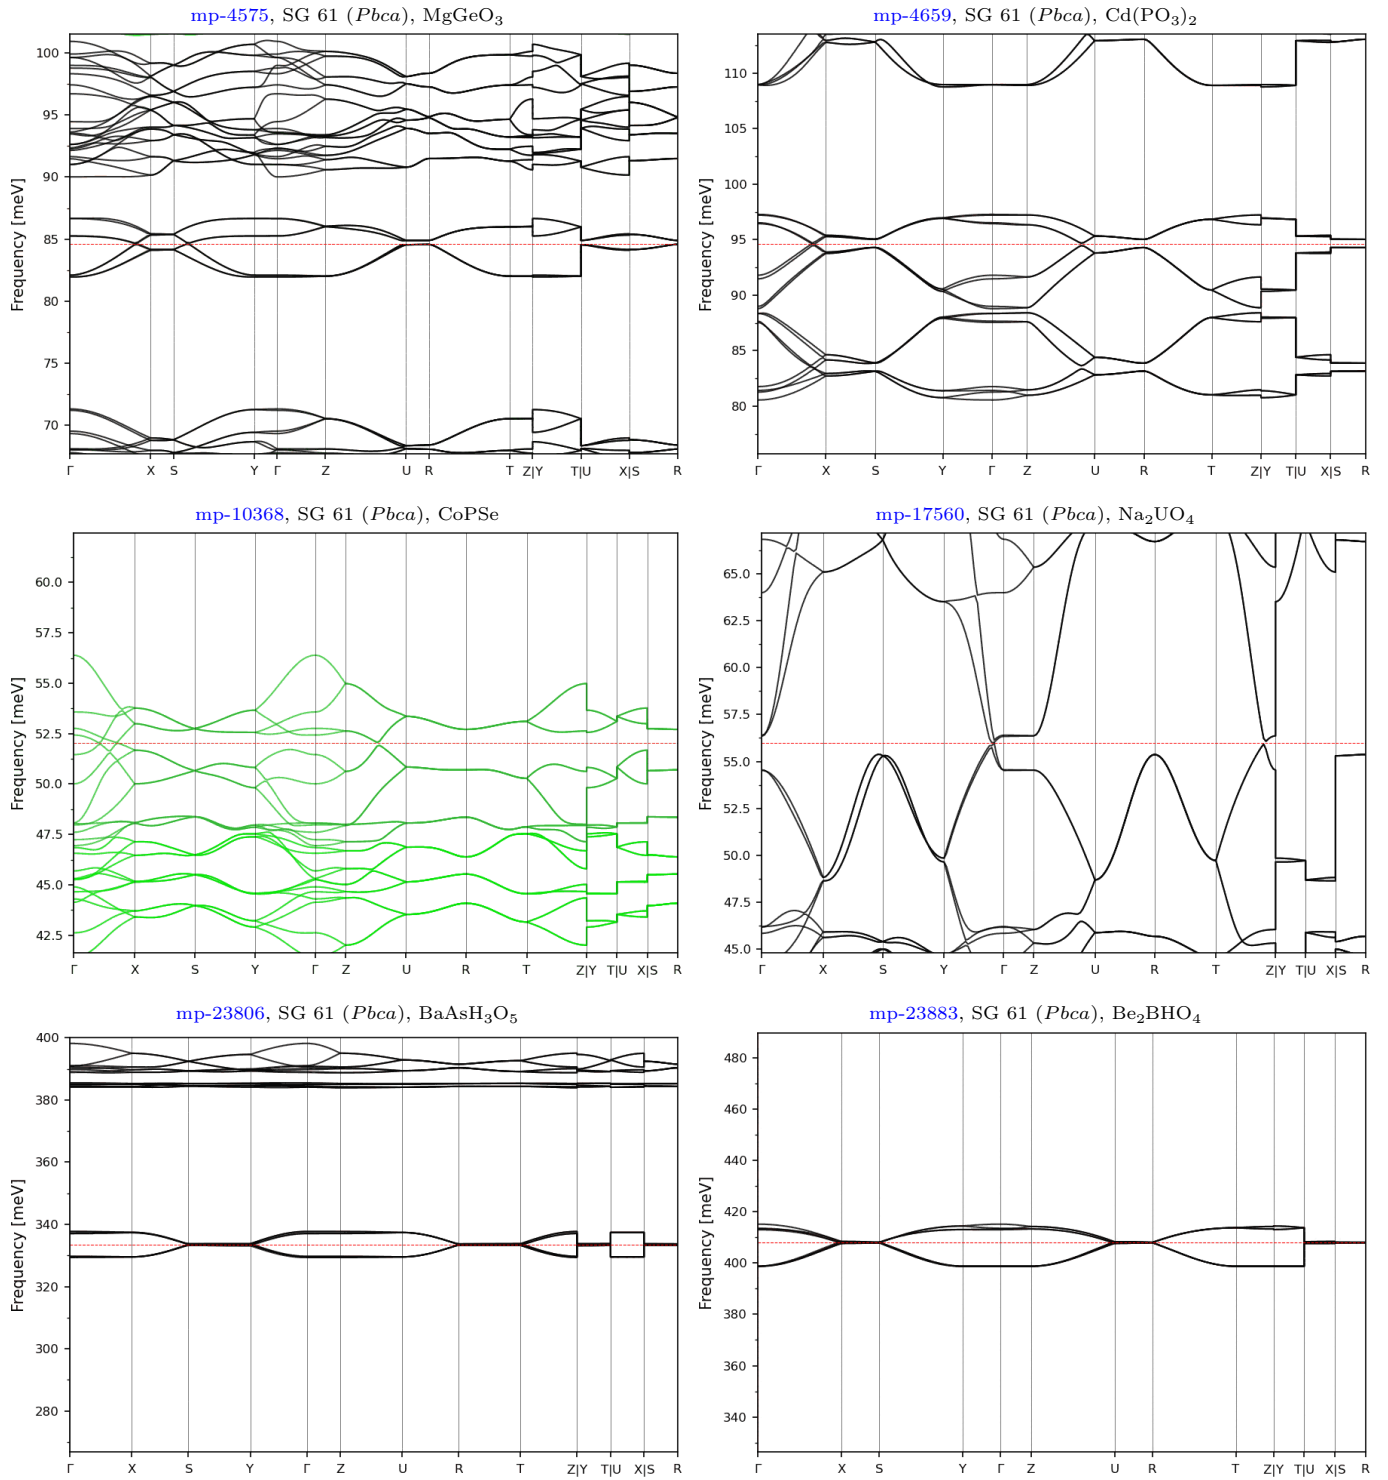 mp-4575, SG 61 (Pbca), MgGeO₃
Frequency [meV]
100
95
90
85
80
75
70
Γ X S Y Γ Z U R T Z|Y T|U X|S R
mp-4659, SG 61 (Pbca), Cd(PO₃)₂
Frequency [meV]
110
105
100
95
90
85
80
Γ X S Y Γ Z U R T Z|Y T|U X|S R
mp-10368, SG 61 (Pbca), CoPSe
Frequency [meV]
60.0
57.5
55.0
52.5
50.0
47.5
45.0
42.5
Γ X S Y Γ Z U R T Z|Y T|U X|S R
mp-17560, SG 61 (Pbca), Na₂UO₄
Frequency [meV]
65.0
62.5
60.0
57.5
55.0
52.5
50.0
47.5
45.0
Γ X S Y Γ Z U R T Z|Y T|U X|S R
mp-23806, SG 61 (Pbca), BaAsH₃O₅
Frequency [meV]
400
380
360
340
320
300
280
Γ X S Y Γ Z U R T Z|Y T|U X|S R
mp-23883, SG 61 (Pbca), Be₂BHO₄
Frequency [meV]
480
460
440
420
400
380
360
340
Γ X S Y Γ Z U R T Z|Y T|U X|S R